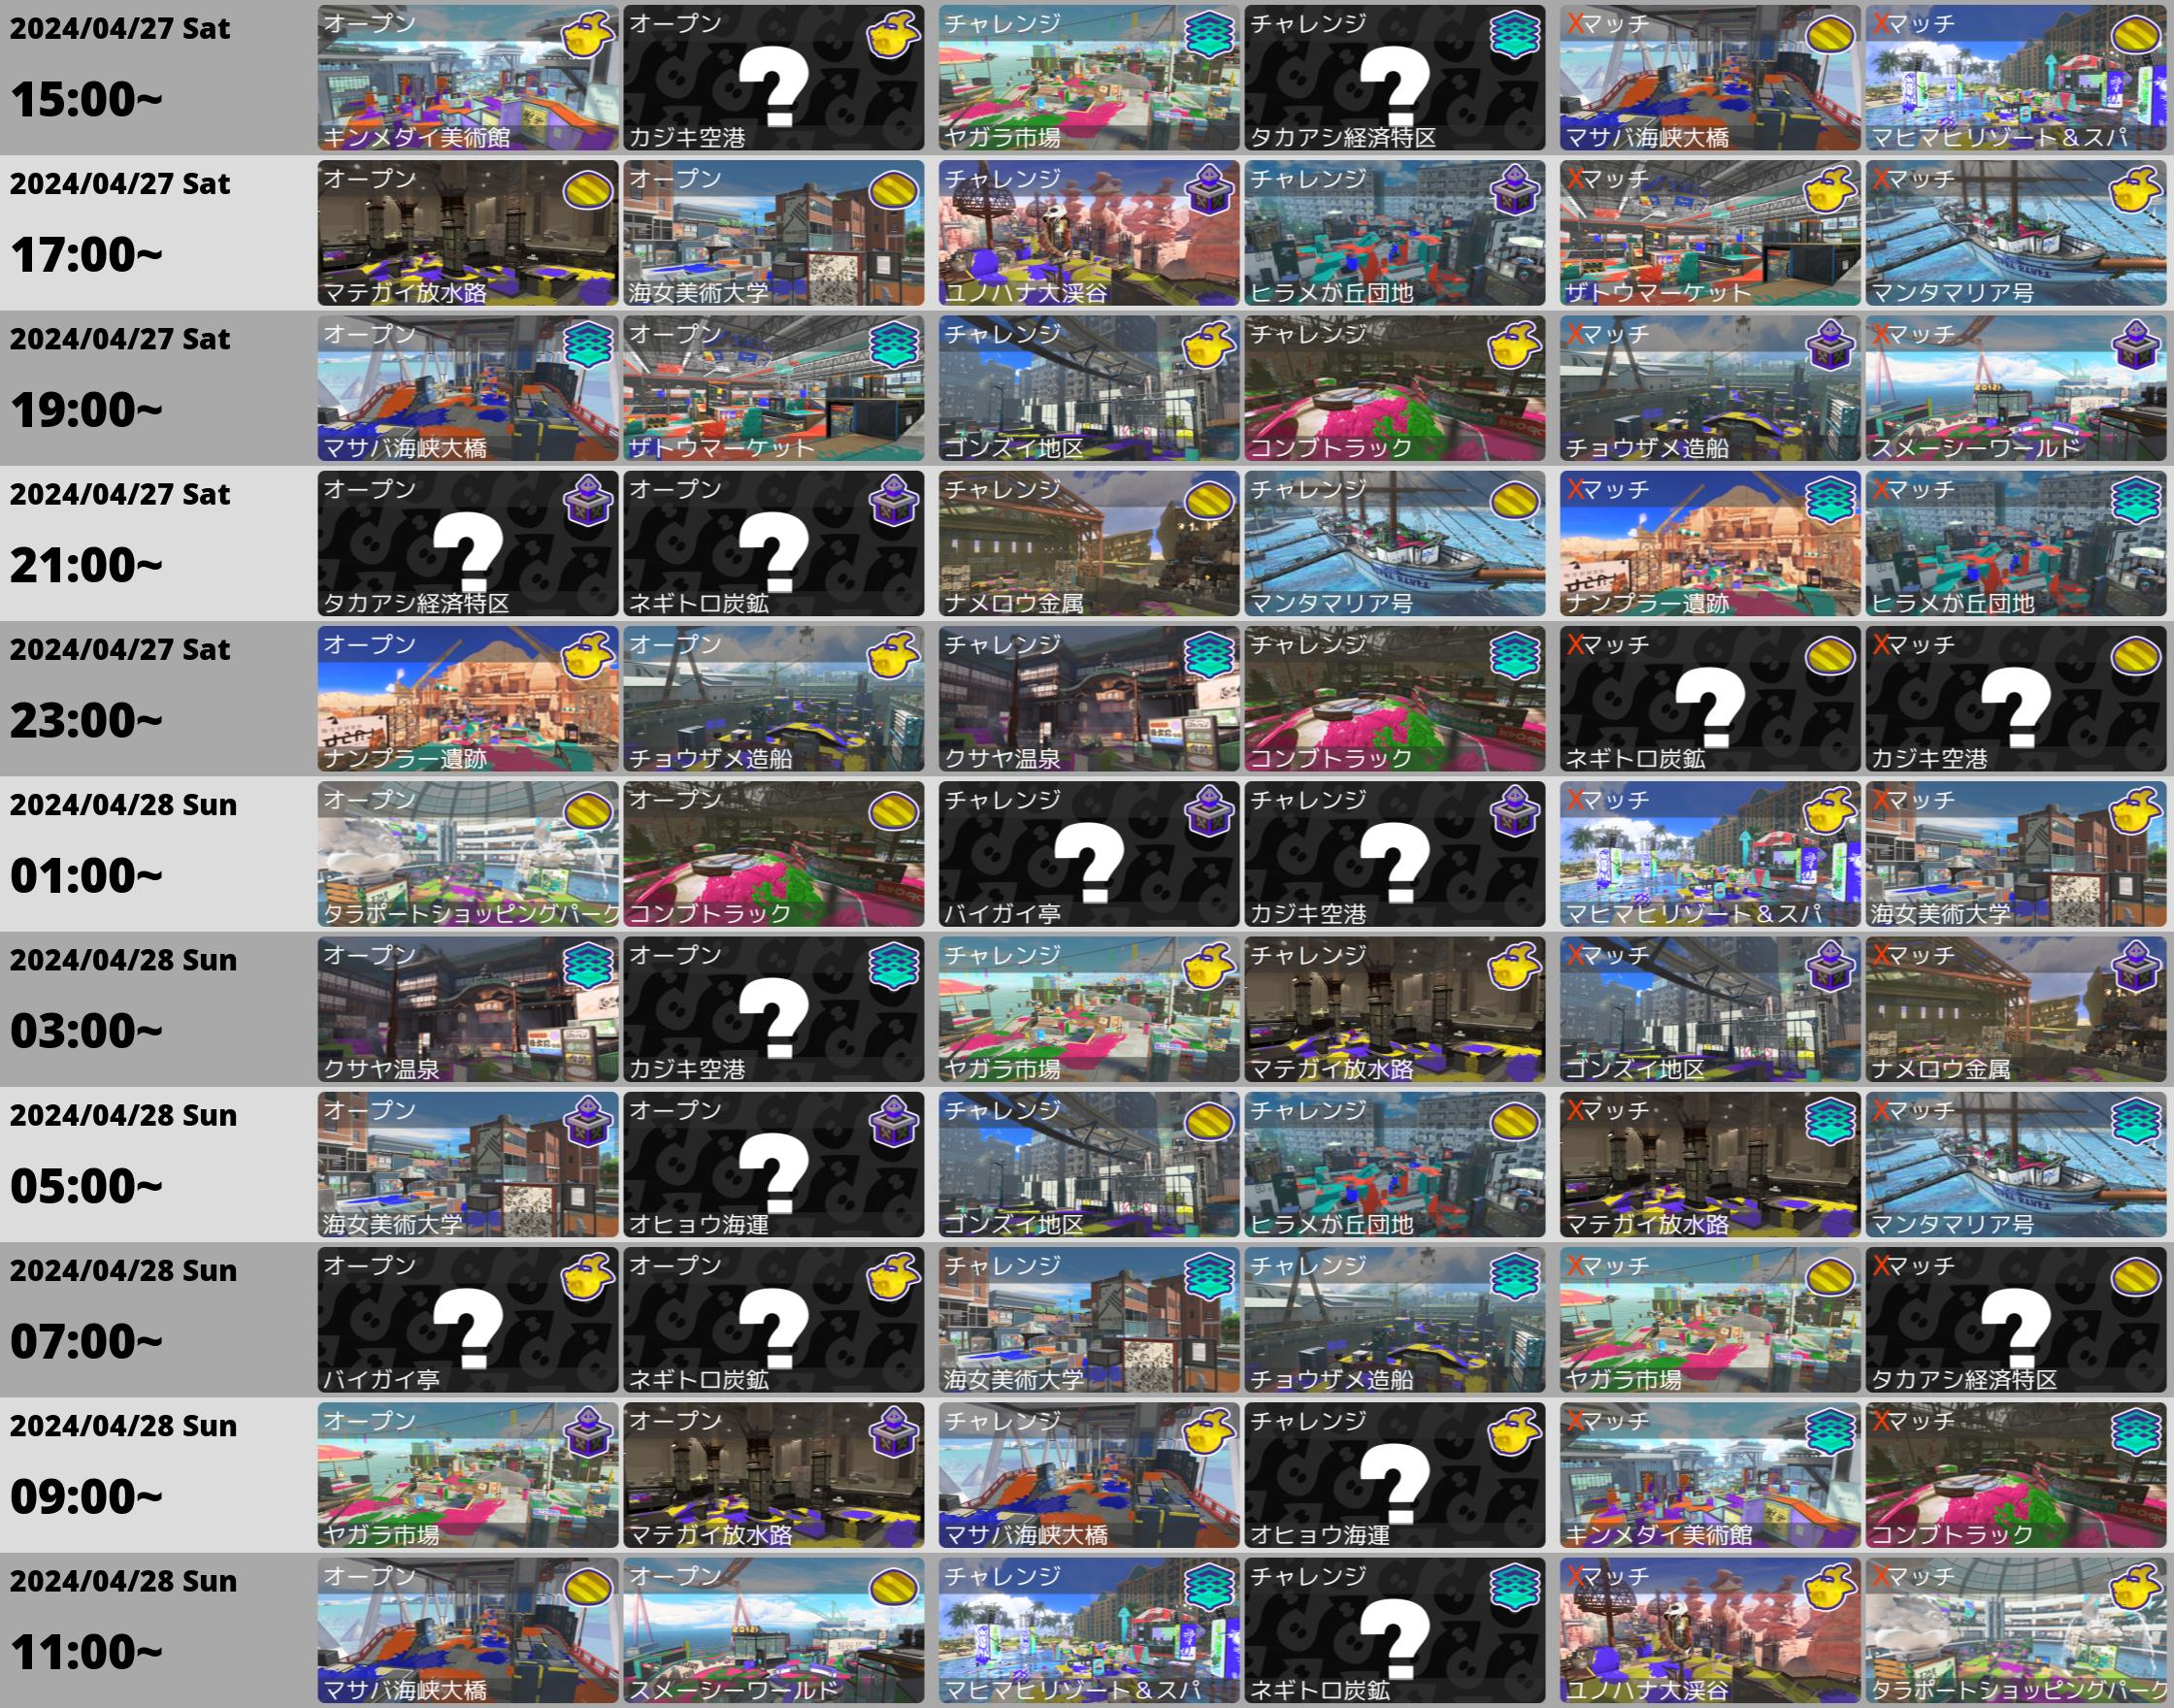 2024/04/27 Sat
15:00~
オープン
キンメダイ美術館
オープン
カジキ空港
チャレンジ
ヤガラ市場
チャレンジ
タカアシ経済特区
Xマッチ
マサバ海峡大橋
Xマッチ
マヒマヒリゾート＆スパ
2024/04/27 Sat
17:00~
オープン
マテガイ放水路
オープン
海女美術大学
チャレンジ
ユノハナ大渓谷
チャレンジ
ヒラメが丘団地
Xマッチ
ザトウマーケット
Xマッチ
マンタマリア号
2024/04/27 Sat
19:00~
オープン
マサバ海峡大橋
オープン
ザトウマーケット
チャレンジ
ゴンズイ地区
チャレンジ
コンブトラック
Xマッチ
チョウザメ造船
Xマッチ
スメーシーワールド
2024/04/27 Sat
21:00~
オープン
タカアシ経済特区
オープン
ネギトロ炭鉱
チャレンジ
ナメロウ金属
チャレンジ
マンタマリア号
Xマッチ
ナンプラー遺跡
Xマッチ
ヒラメが丘団地
2024/04/27 Sat
23:00~
オープン
ナンプラー遺跡
オープン
チョウザメ造船
チャレンジ
クサヤ温泉
チャレンジ
コンブトラック
Xマッチ
ネギトロ炭鉱
Xマッチ
カジキ空港
2024/04/28 Sun
01:00~
オープン
タラポートショッピングパーク
オープン
コンブトラック
チャレンジ
バイガイ亭
チャレンジ
カジキ空港
Xマッチ
マヒマヒリゾート＆スパ
Xマッチ
海女美術大学
2024/04/28 Sun
03:00~
オープン
クサヤ温泉
オープン
カジキ空港
チャレンジ
ヤガラ市場
チャレンジ
マテガイ放水路
Xマッチ
ゴンズイ地区
Xマッチ
ナメロウ金属
2024/04/28 Sun
05:00~
オープン
海女美術大学
オープン
オヒョウ海運
チャレンジ
ゴンズイ地区
チャレンジ
ヒラメが丘団地
Xマッチ
マテガイ放水路
Xマッチ
マンタマリア号
2024/04/28 Sun
07:00~
オープン
バイガイ亭
オープン
ネギトロ炭鉱
チャレンジ
海女美術大学
チャレンジ
チョウザメ造船
Xマッチ
ヤガラ市場
Xマッチ
タカアシ経済特区
2024/04/28 Sun
09:00~
オープン
ヤガラ市場
オープン
マテガイ放水路
チャレンジ
マサバ海峡大橋
チャレンジ
オヒョウ海運
Xマッチ
キンメダイ美術館
Xマッチ
コンブトラック
2024/04/28 Sun
11:00~
オープン
マサバ海峡大橋
オープン
スメーシーワールド
チャレンジ
マヒマヒリゾート＆スパ
チャレンジ
ネギトロ炭鉱
Xマッチ
ユノハナ大渓谷
Xマッチ
タラポートショッピングパーク